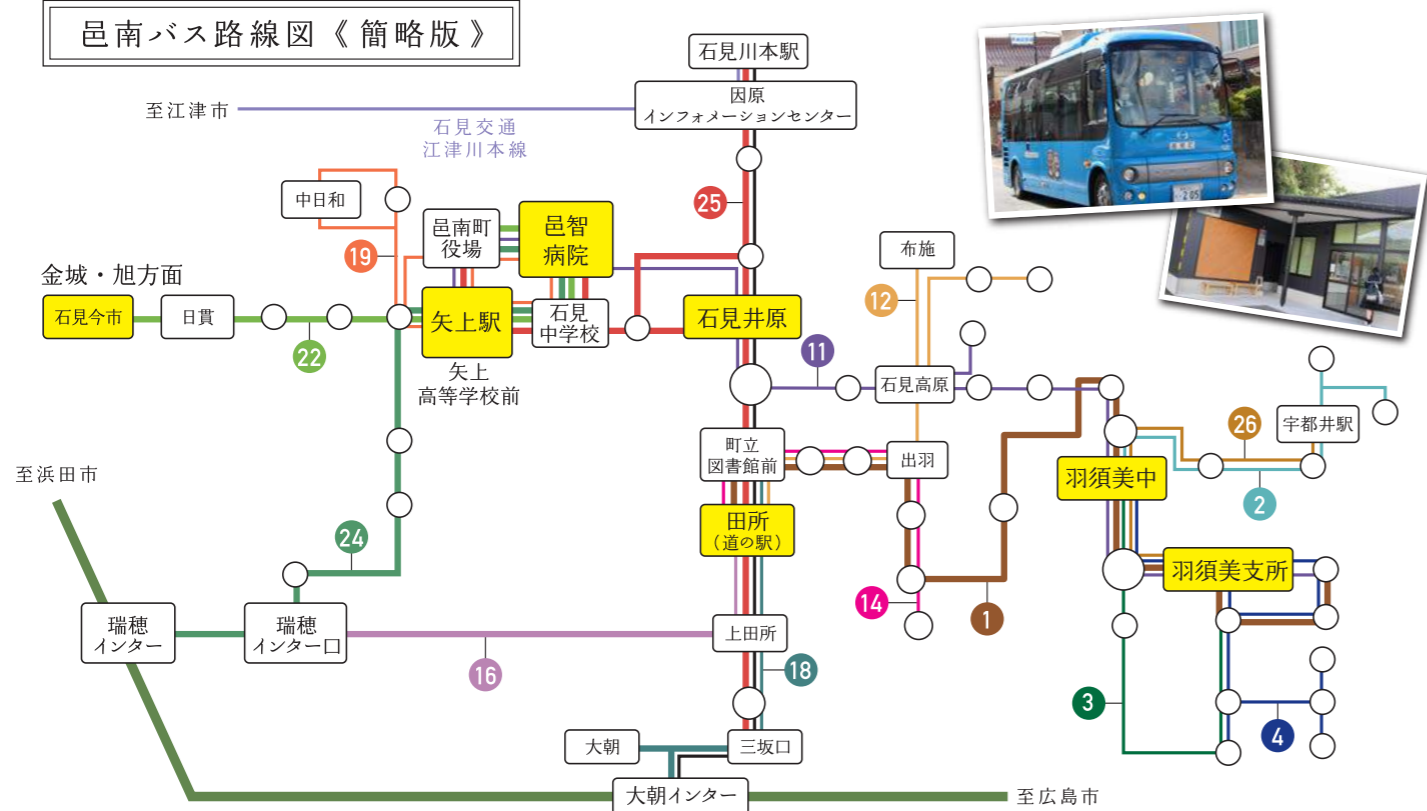 邑南バス路線図《簡略版》
石見川本駅
因原
インフォメーションセンター
至江津市
石見交通
江津川本線
中日和
邑南町
役場
邑智
病院
25
19
布施
金城・旭方面
石見今市
日貫
矢上駅
石見
中学校
石見井原
12
22
矢上
高等学校前
11
石見高原
町立
図書館前
出羽
26
宇都井駅
至浜田市
羽須美中
2
田所
(道の駅)
24
羽須美支所
14
1
瑞穂
インター
瑞穂
インター口
上田所
16
18
3
4
大朝
三坂口
大朝インター
至広島市